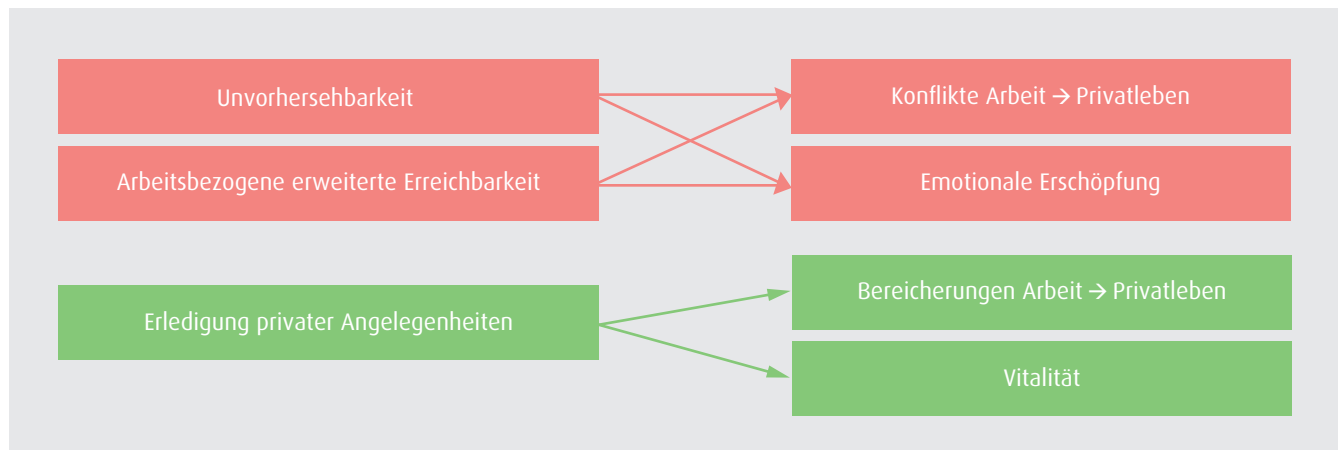 Unvorhersehbarkeit
Arbeitsbezogene erweiterte Erreichbarkeit
Konflikte Arbeit → Privatleben
Emotionale Erschöpfung
Erledigung privater Angelegenheiten
Bereicherungen Arbeit → Privatleben
Vitalität